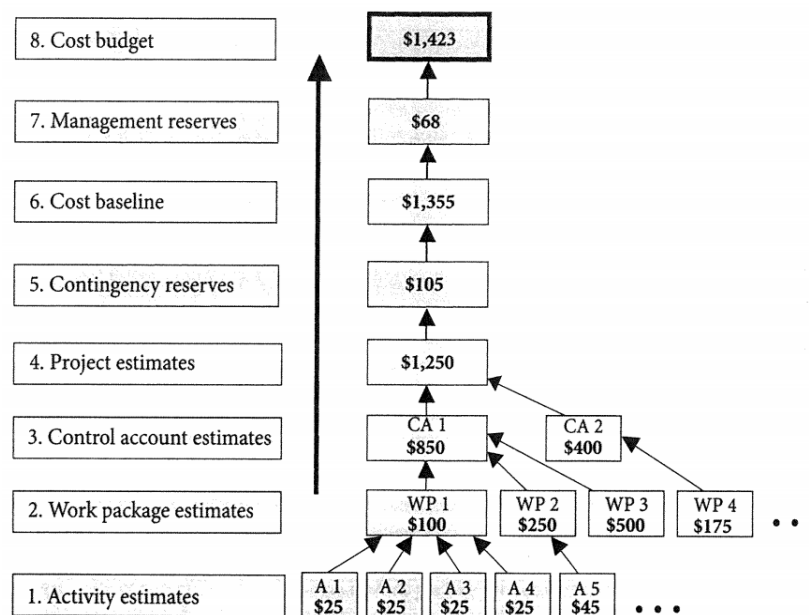 8. Cost budget
$1,423
7. Management reserves
$68
6. Cost baseline
$1,355
5. Contingency reserves
$105
4. Project estimates
$1,250
3. Control account estimates
CA 1
$850
CA 2
$400
2. Work package estimates
WP 1
$100
WP 2
$250
WP 3
$500
WP 4
$175
• •
1. Activity estimates
A 1
$25
A 2
$25
A 3
$25
A 4
$25
A 5
$45
• • •